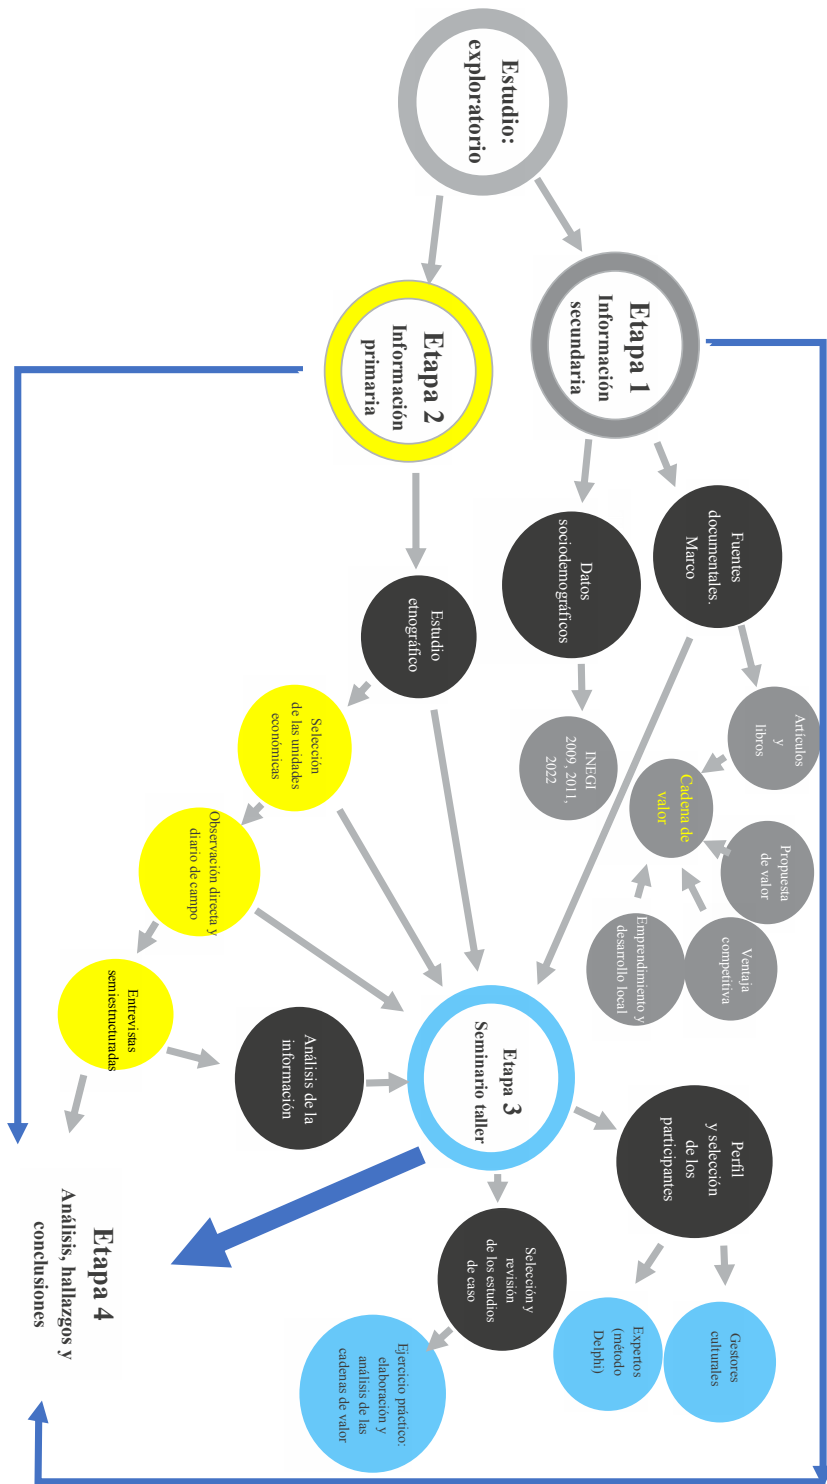 Estudio:
exploratorio
Etapa 1
Información
secundaria
Etapa 2
Información
primaria
Fuentes
documentales.
Marco
Datos
sociodemográficos
Estudio
etnográfico
Artículos
y
libros
Cadena de
valor
Propuesta
de valor
Ventaja
competitiva
Emprendimiento y
desarrollo local
INEGI
2009, 2011,
2022
Selección
de las unidades
económicas
Observación directa y
diario de campo
Entrevistas
semiestructuradas
Análisis de la
información
Etapa 3
Seminario taller
Perfil
y selección
de los
participantes
Gestores
culturales
Expertos
(método
Delphi)
Selección y
revisión
de los estudios
de caso
Ejercicio práctico:
elaboración y
análisis de las
cadenas de valor
Etapa 4
Análisis, hallazgos y
conclusiones